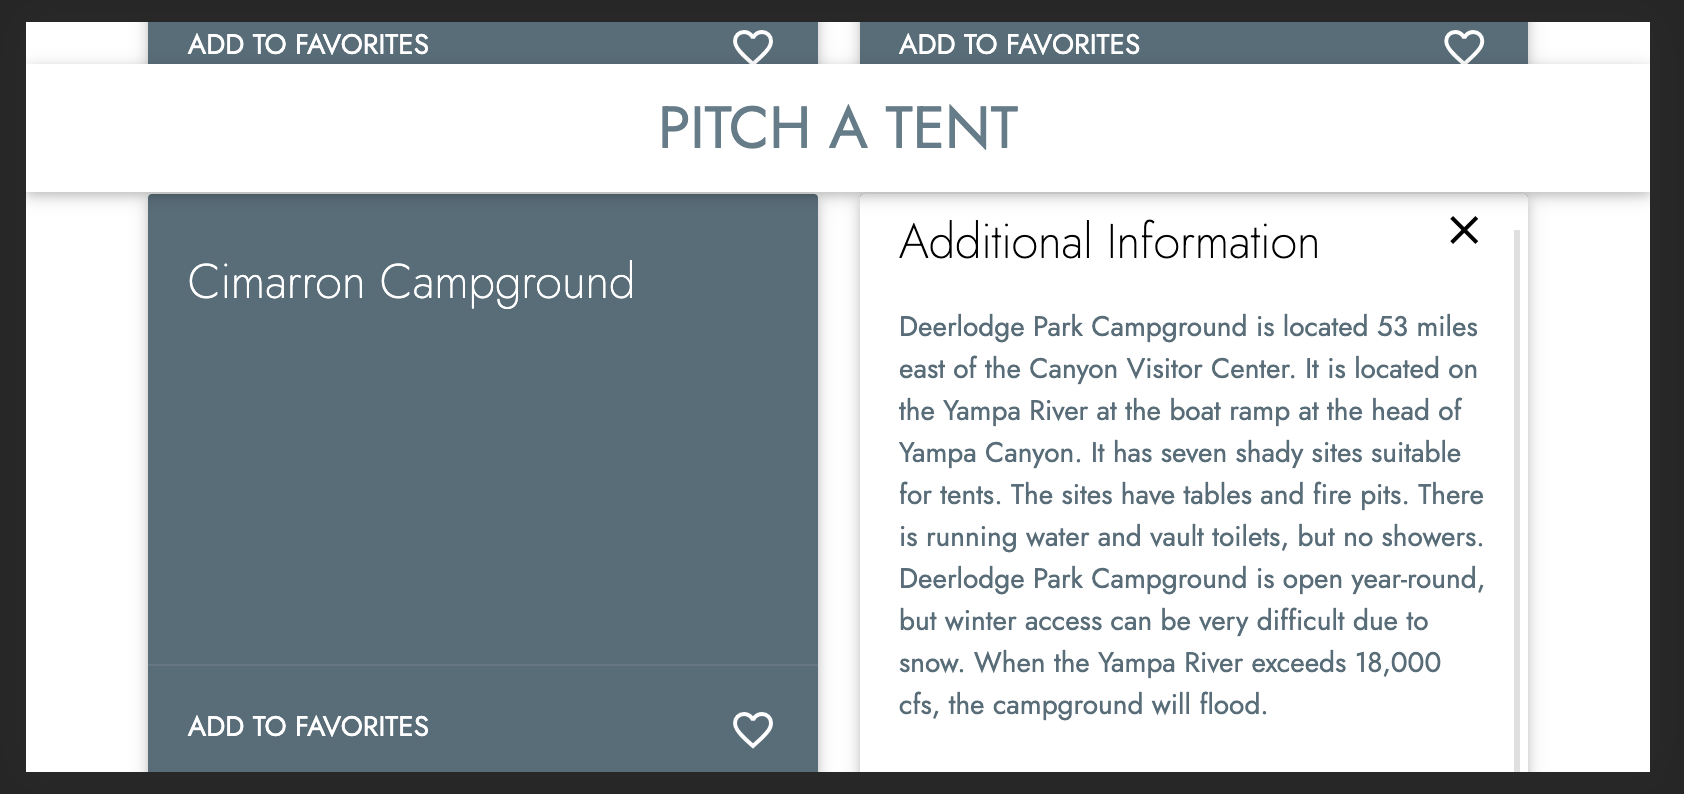 ADD TO FAVORITES
ADD TO FAVORITES
PITCH A TENT
Cimarron Campground
ADD TO FAVORITES
Additional Information
Deerlodge Park Campground is located 53 miles
east of the Canyon Visitor Center. It is located on
the Yampa River at the boat ramp at the head of
Yampa Canyon. It has seven shady sites suitable
for tents. The sites have tables and fire pits. There
is running water and vault toilets, but no showers.
Deerlodge Park Campground is open year-round,
but winter access can be very difficult due to
snow. When the Yampa River exceeds 18,000
cfs, the campground will flood.